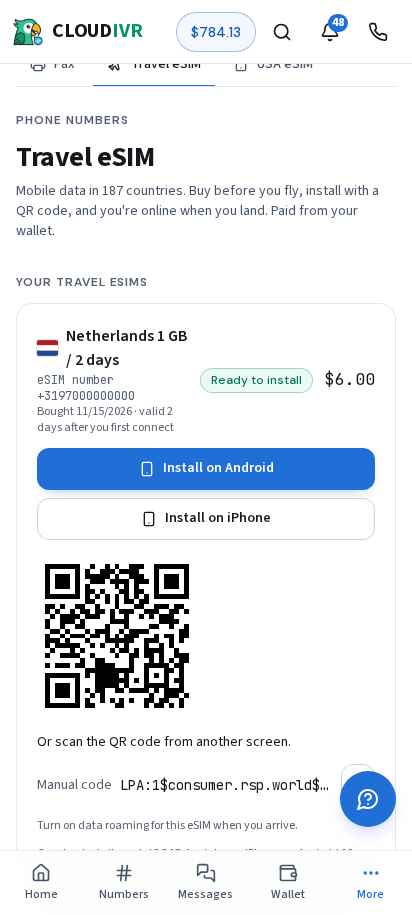 CLOUDIVR
$784.13
48
Fax
Travel eSIM
USA eSIM
PHONE NUMBERS
Travel eSIM
Mobile data in 187 countries. Buy before you fly, install with a
QR code, and you're online when you land. Paid from your
wallet.
YOUR TRAVEL ESIMS
Netherlands 1 GB
/ 2 days
eSIM number
+3197000000000
Bought 11/15/2026 · valid 2
days after you first connect
Ready to install
$6.00
Install on Android
Install on iPhone
Or scan the QR code from another screen.
Manual code
LPA:1$consumer.rsp.world$…
Turn on data roaming for this eSIM when you arrive.
Home
Numbers
Messages
Wallet
More